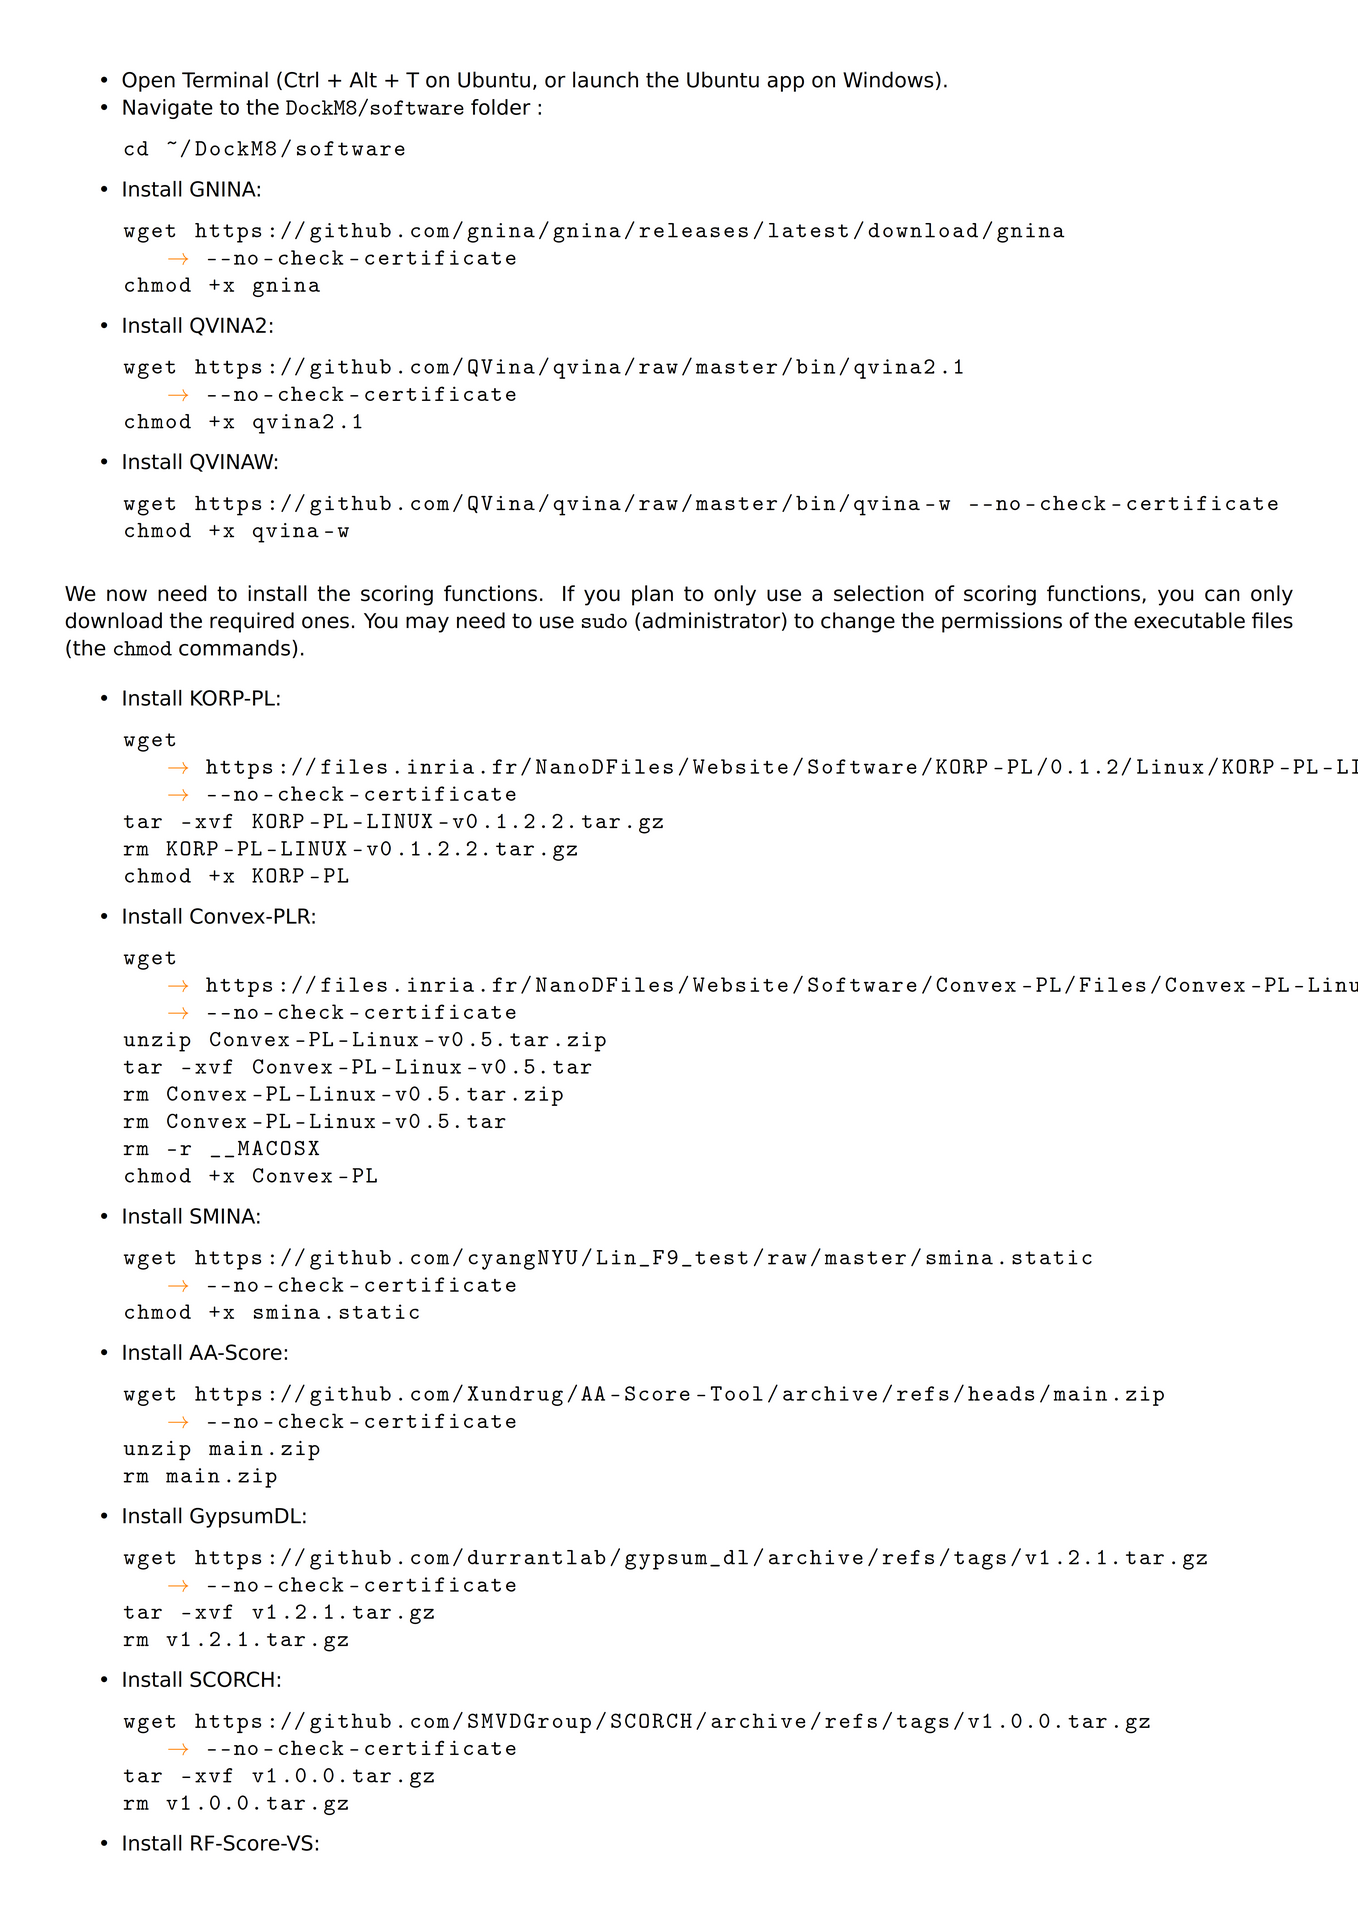 • Open Terminal (Ctrl + Alt + T on Ubuntu, or launch the Ubuntu app on Windows).
• Navigate to the DockM8/software folder :
cd ~/DockM8/software
• Install GNINA:
wget https://github.com/gnina/gnina/releases/latest/download/gnina
→ --no-check-certificate
chmod +x gnina
• Install QVINA2:
wget https://github.com/QVina/qvina/raw/master/bin/qvina2.1
→ --no-check-certificate
chmod +x qvina2.1
• Install QVINAW:
wget https://github.com/QVina/qvina/raw/master/bin/qvina-w --no-check-certificate
chmod +x qvina-w
We now need to install the scoring functions. If you plan to only use a selection of scoring functions, you can only
download the required ones. You may need to use sudo (administrator) to change the permissions of the executable files
(the chmod commands).
• Install KORP-PL:
wget
→ https://files.inria.fr/NanoDFiles/Website/Software/KORP-PL/0.1.2/Linux/KORP-PL-LI
→ --no-check-certificate
tar -xvf KORP-PL-LINUX-v0.1.2.2.tar.gz
rm KORP-PL-LINUX-v0.1.2.2.tar.gz
chmod +x KORP-PL
• Install Convex-PLR:
wget
→ https://files.inria.fr/NanoDFiles/Website/Software/Convex-PL/Files/Convex-PL-Linu
→ --no-check-certificate
unzip Convex-PL-Linux-v0.5.tar.zip
tar -xvf Convex-PL-Linux-v0.5.tar
rm Convex-PL-Linux-v0.5.tar.zip
rm Convex-PL-Linux-v0.5.tar
rm -r __MACOSX
chmod +x Convex-PL
• Install SMINA:
wget https://github.com/cyangNYU/Lin_F9_test/raw/master/smina.static
→ --no-check-certificate
chmod +x smina.static
• Install AA-Score:
wget https://github.com/Xundrug/AA-Score-Tool/archive/refs/heads/main.zip
→ --no-check-certificate
unzip main.zip
rm main.zip
• Install GypsumDL:
wget https://github.com/durrantlab/gypsum_dl/archive/refs/tags/v1.2.1.tar.gz
→ --no-check-certificate
tar -xvf v1.2.1.tar.gz
rm v1.2.1.tar.gz
• Install SCORCH:
wget https://github.com/SMVDGroup/SCORCH/archive/refs/tags/v1.0.0.tar.gz
→ --no-check-certificate
tar -xvf v1.0.0.tar.gz
rm v1.0.0.tar.gz
• Install RF-Score-VS: